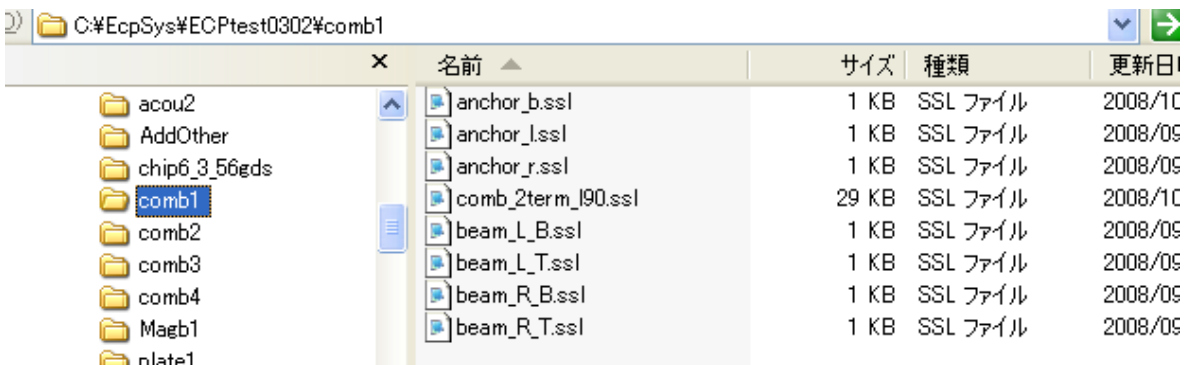 C:¥EcpSys¥ECPtest0302¥comb1
名前 サイズ 種類 更新日
acou2
AddOther
chip6_3_56gds
comb1
comb2
comb3
comb4
Magb1
plate1
anchor_b.ssl 1 KB SSL ファイル 2008/10
anchor_l.ssl 1 KB SSL ファイル 2008/09
anchor_r.ssl 1 KB SSL ファイル 2008/09
comb_2term_l90.ssl 29 KB SSL ファイル 2008/10
beam_L_B.ssl 1 KB SSL ファイル 2008/09
beam_L_T.ssl 1 KB SSL ファイル 2008/09
beam_R_B.ssl 1 KB SSL ファイル 2008/09
beam_R_T.ssl 1 KB SSL ファイル 2008/09